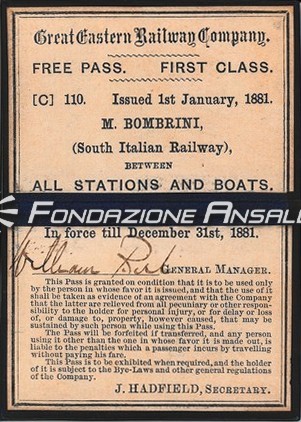 Great Eastern Railway Company.
FREE PASS. FIRST CLASS.
[C] 110. Issued 1st January, 1881.
M. BOMBRINI,
(South Italian Railway),
BETWEEN
ALL STATIONS AND BOATS.
FONDAZIONE ANSAL
In force till December 31st, 1881.
William
GENERAL MANAGER.
This Pass is granted on condition that it is to be used only
by the person in whose favor it is issued, and that the use of it
shall be taken as evidence of an agreement with the Company
that the latter are relieved from all pecuniary or other respon-
sibility to the holder for personal injury, or for delay or loss
of, or damage to, property, however caused, that may be
sustained by such person while using this Pass.
The Pass will be forfeited if transferred, and any person
using it other than the one in whose favor it is made out, is
liable to the penalties which a passenger incurs by travelling
without paying his fare.
This Pass is to be exhibited when required, and the holder
of it is subject to the Bye-Laws and other general regulations
of the Company.
J. HADFIELD, SECRETARY.